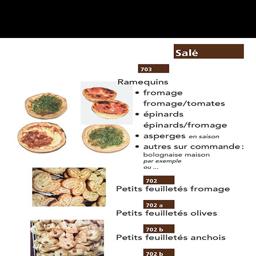 Salé
703
Ramequins
• fromage
fromage/tomates
• épinards
épinards/fromage
• asperges en saison
• autres sur commande:
bolognaise maison
par exemple
ou ...
702
Petits feuilletés fromage
702 a
Petits feuilletés olives
702 b
Petits feuilletés anchois
702 b